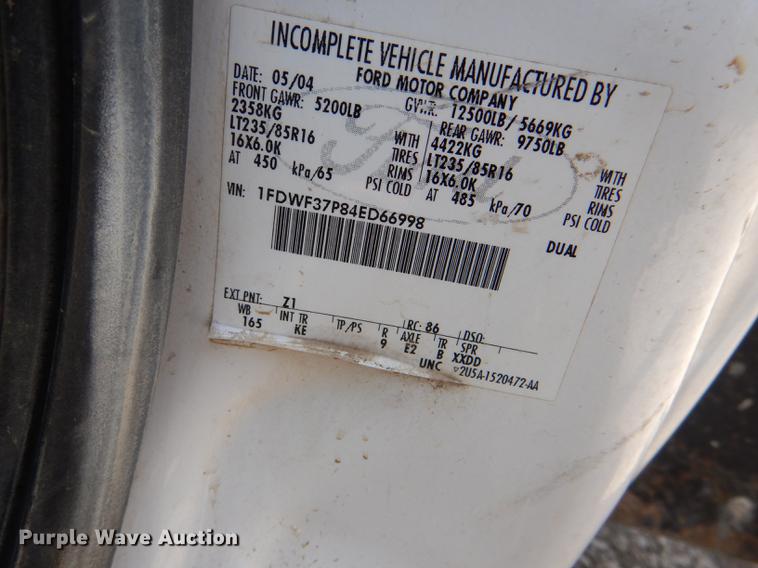 INCOMPLETE VEHICLE MANUFACTURED BY
FORD MOTOR COMPANY
DATE: 05/04 GVWR: 12500LB/ 5669KG
FRONT GAWR: 5200LB REAR GAWR: 9750LB
2358KG WITH 4422KG WITH
LT235/85R16 TIRES LT235/85R16 TIRES
16X6.0K RIMS 16X6.0K RIMS
AT 450 kPa/65 PSI COLD AT 485 kPa/70 PSI COLD
VIN: 1FDWF37P84ED66998
DUAL
EXT PNT: Z1 RC: 86 DSO:
WB INT TR TP/PS R AXLE TR SPR
165 KE 9 E2 B XXDD
UNC 2U5A-1520472-AA
Purple Wave Auction